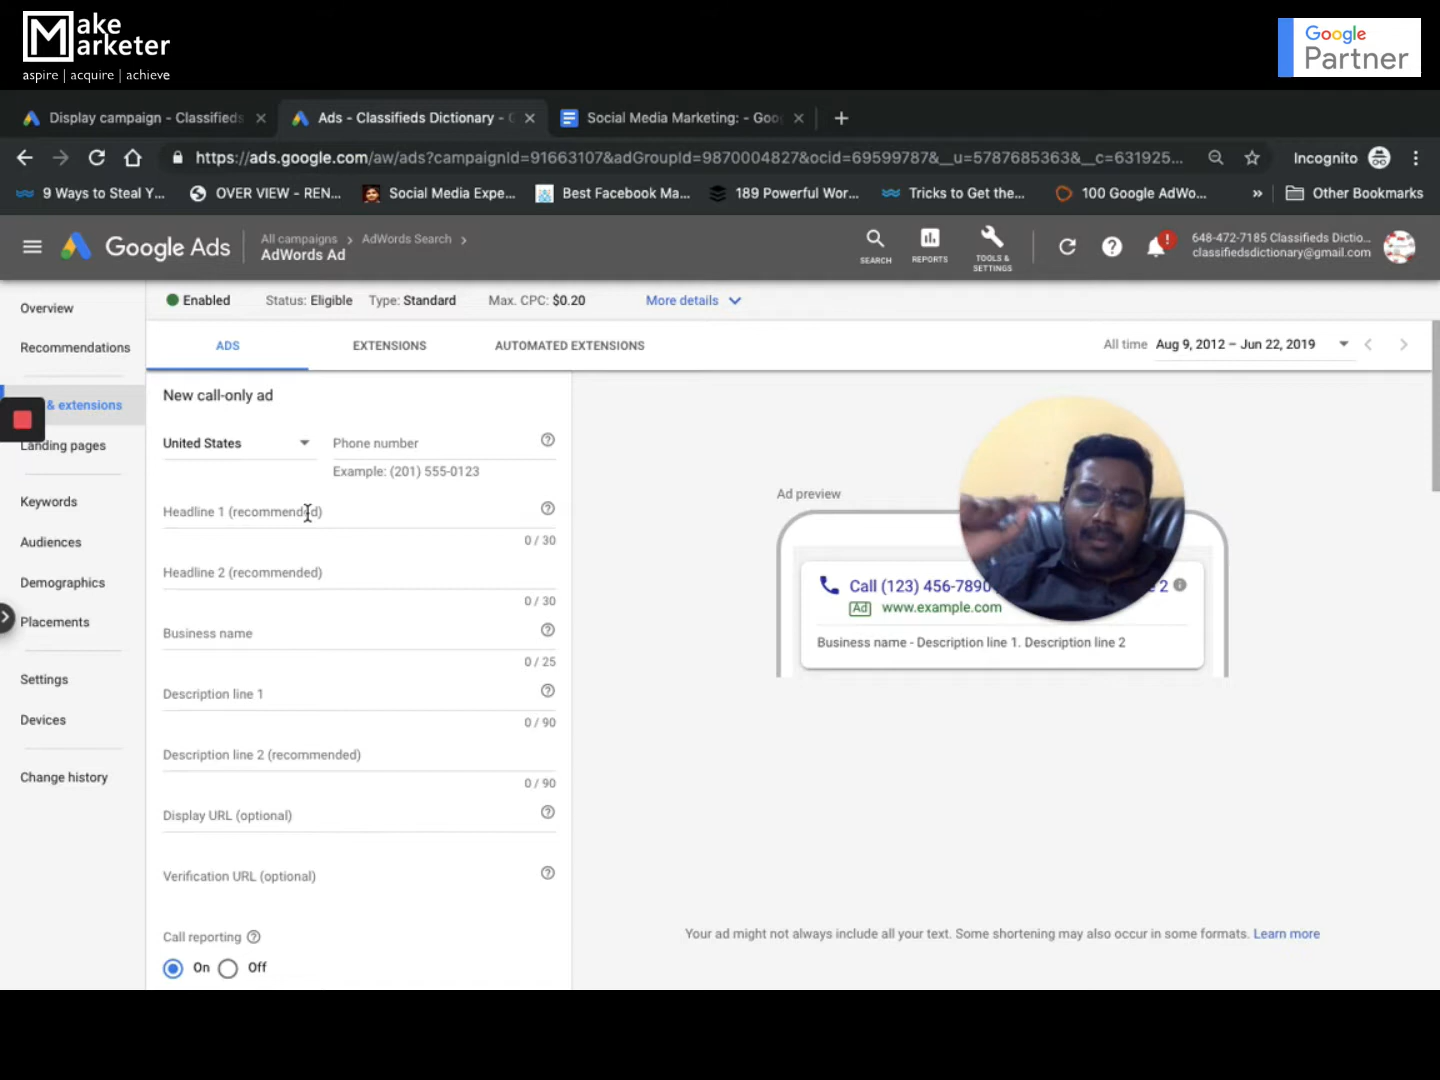 Make Marketer
aspire | acquire | achieve
Google
Partner
Display campaign - Classifieds
Ads - Classifieds Dictionary -
Social Media Marketing: - Goo
https://ads.google.com/aw/ads?campaignId=91663107&adGroupId=9870004827&ocid=69599787&__u=5787685363&__c=631925...
Incognito
9 Ways to Steal Y...
OVER VIEW - REN...
Social Media Expe...
Best Facebook Ma...
189 Powerful Wor...
Tricks to Get the...
100 Google AdWo...
»
Other Bookmarks
Google Ads
All campaigns > AdWords Search >
AdWords Ad
SEARCH
REPORTS
TOOLS & SETTINGS
648-472-7185 Classifieds Dictio...
classifiedsdictionary@gmail.com
Overview
Recommendations
& extensions
Landing pages
Keywords
Audiences
Demographics
Placements
Settings
Devices
Change history
Enabled Status: Eligible Type: Standard Max. CPC: $0.20 More details
ADS
EXTENSIONS
AUTOMATED EXTENSIONS
All time Aug 9, 2012 – Jun 22, 2019
New call-only ad
United States
Phone number
Example: (201) 555-0123
Headline 1 (recommended)
0 / 30
Headline 2 (recommended)
0 / 30
Business name
0 / 25
Description line 1
0 / 90
Description line 2 (recommended)
0 / 90
Display URL (optional)
Verification URL (optional)
Call reporting
On Off
Ad preview
Call (123) 456-7890
2
Ad www.example.com
Business name - Description line 1. Description line 2
Your ad might not always include all your text. Some shortening may also occur in some formats. Learn more